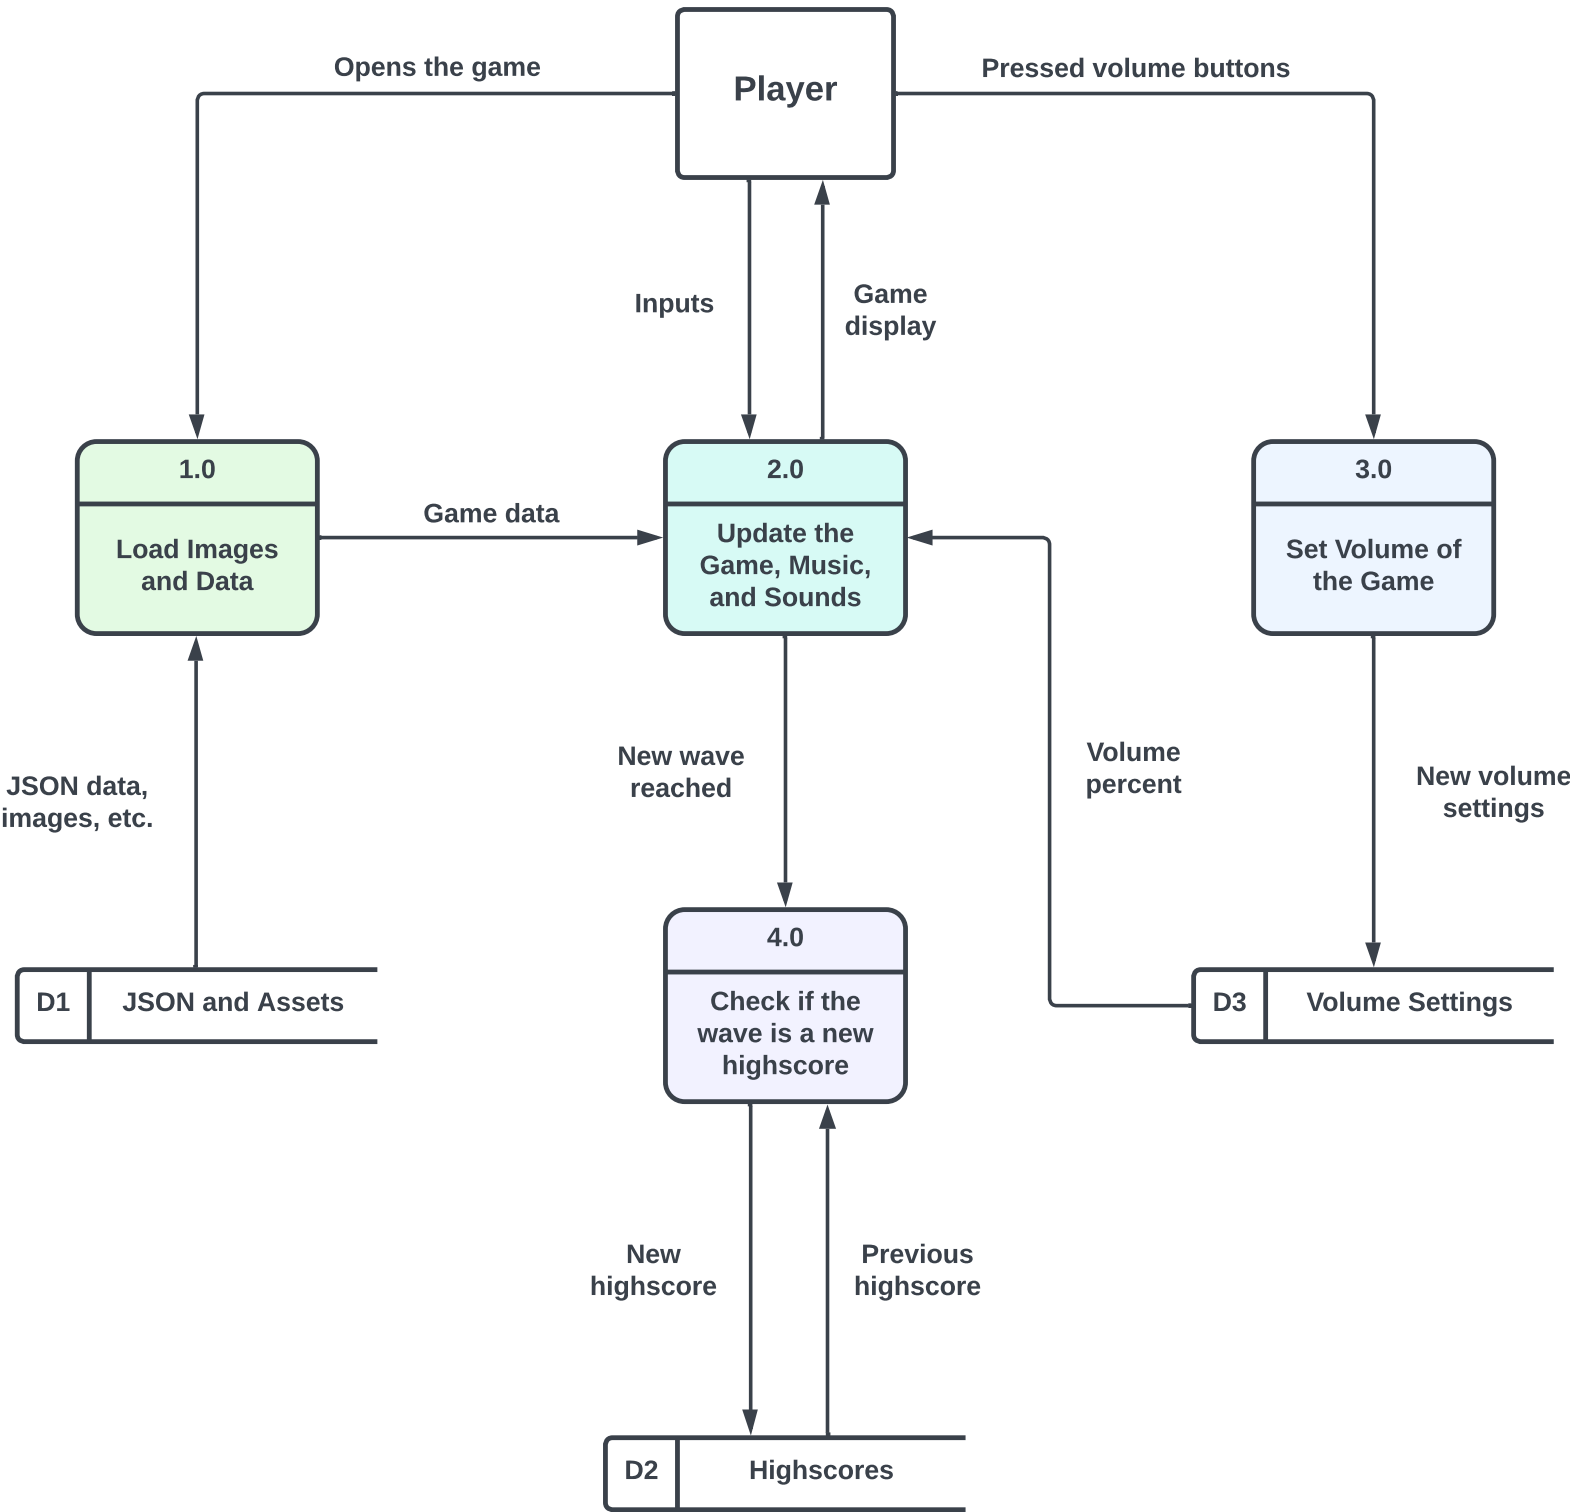 Player
Opens the game
Pressed volume buttons
Inputs
Game
display
1.0
Load Images
and Data
Game data
2.0
Update the
Game, Music,
and Sounds
3.0
Set Volume of
the Game
JSON data,
images, etc.
New wave
reached
Volume
percent
New volume
settings
D1
JSON and Assets
4.0
Check if the
wave is a new
highscore
D3
Volume Settings
New
highscore
Previous
highscore
D2
Highscores